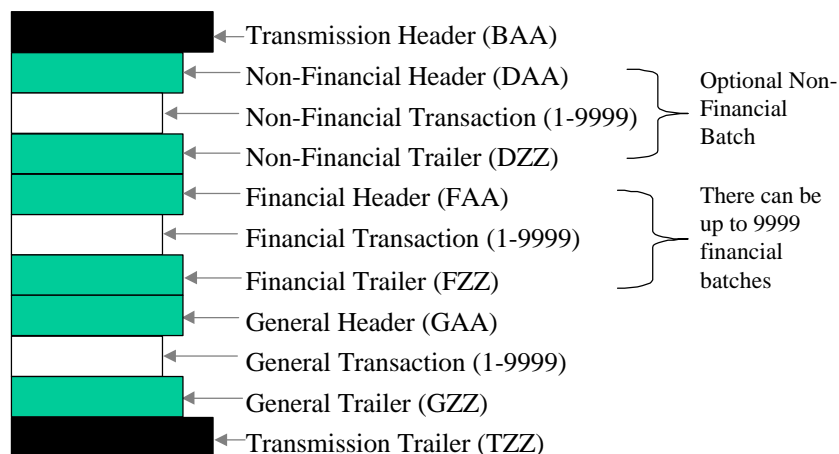 Transmission Header (BAA)
Non-Financial Header (DAA)
Non-Financial Transaction (1-9999)
Non-Financial Trailer (DZZ)
Optional Non-
Financial
Batch
Financial Header (FAA)
Financial Transaction (1-9999)
Financial Trailer (FZZ)
There can be
up to 9999
financial
batches
General Header (GAA)
General Transaction (1-9999)
General Trailer (GZZ)
Transmission Trailer (TZZ)